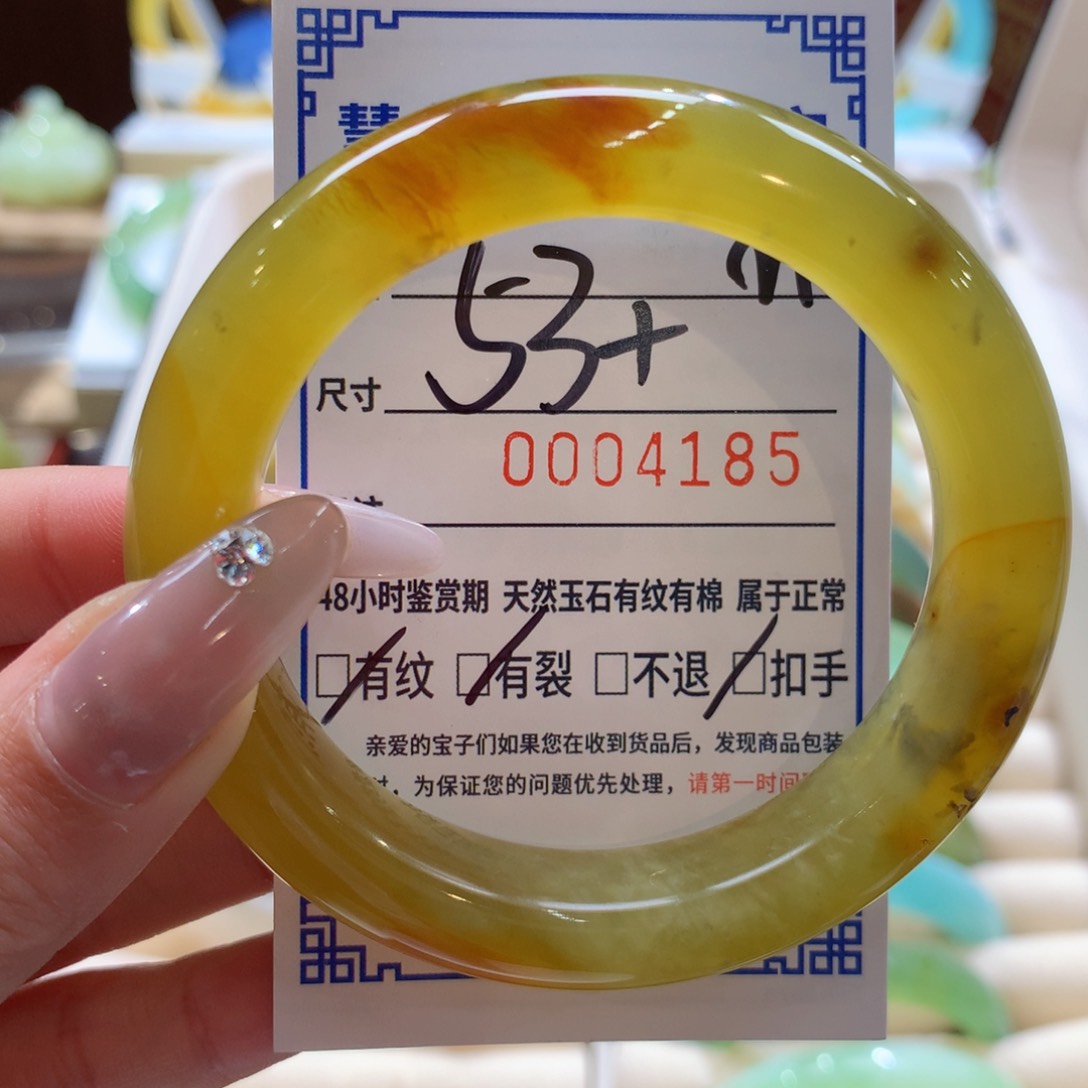 慧
53+
尺寸
0004185
48小时鉴赏期 天然玉石有纹有棉 属于正常
□有纹 □有裂 □不退 □扣手
亲爱的宝子们如果您在收到货品后，发现商品包装
，为保证您的问题优先处理，请第一时间